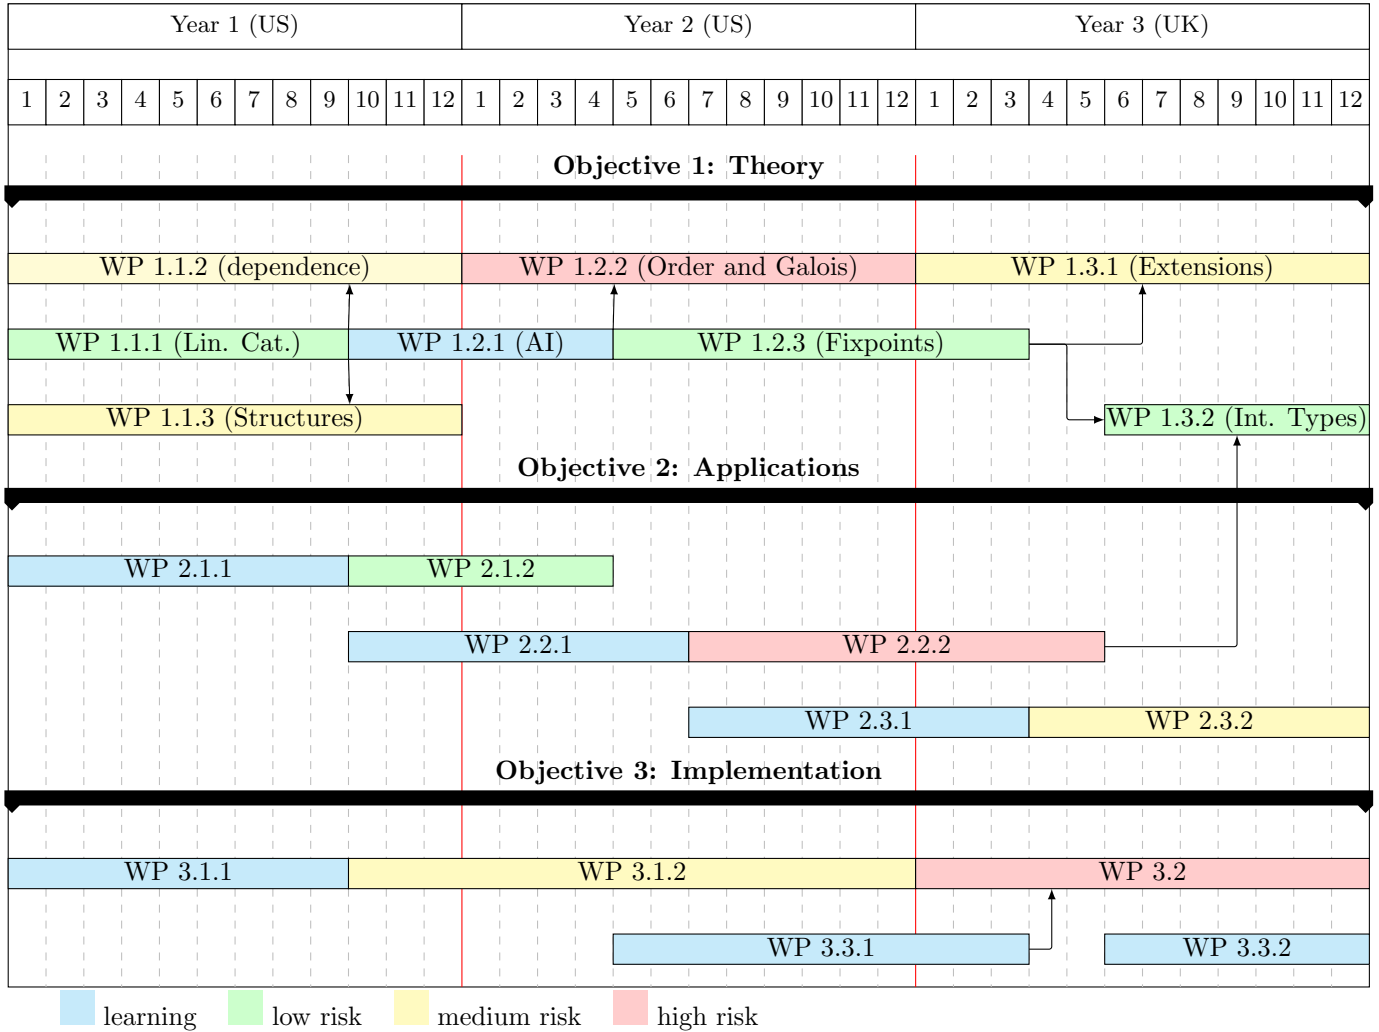 Year 1 (US) Year 2 (US) Year 3 (UK)
1 2 3 4 5 6 7 8 9 10 11 12 1 2 3 4 5 6 7 8 9 10 11 12 1 2 3 4 5 6 7 8 9 10 11 12
Objective 1: Theory
WP 1.1.2 (dependence) WP 1.2.2 (Order and Galois) WP 1.3.1 (Extensions)
WP 1.1.1 (Lin. Cat.) WP 1.2.1 (AI) WP 1.2.3 (Fixpoints)
WP 1.1.3 (Structures) WP 1.3.2 (Int. Types)
Objective 2: Applications
WP 2.1.1 WP 2.1.2
WP 2.2.1 WP 2.2.2
WP 2.3.1 WP 2.3.2
Objective 3: Implementation
WP 3.1.1 WP 3.1.2 WP 3.2
WP 3.3.1 WP 3.3.2
learning low risk medium risk high risk